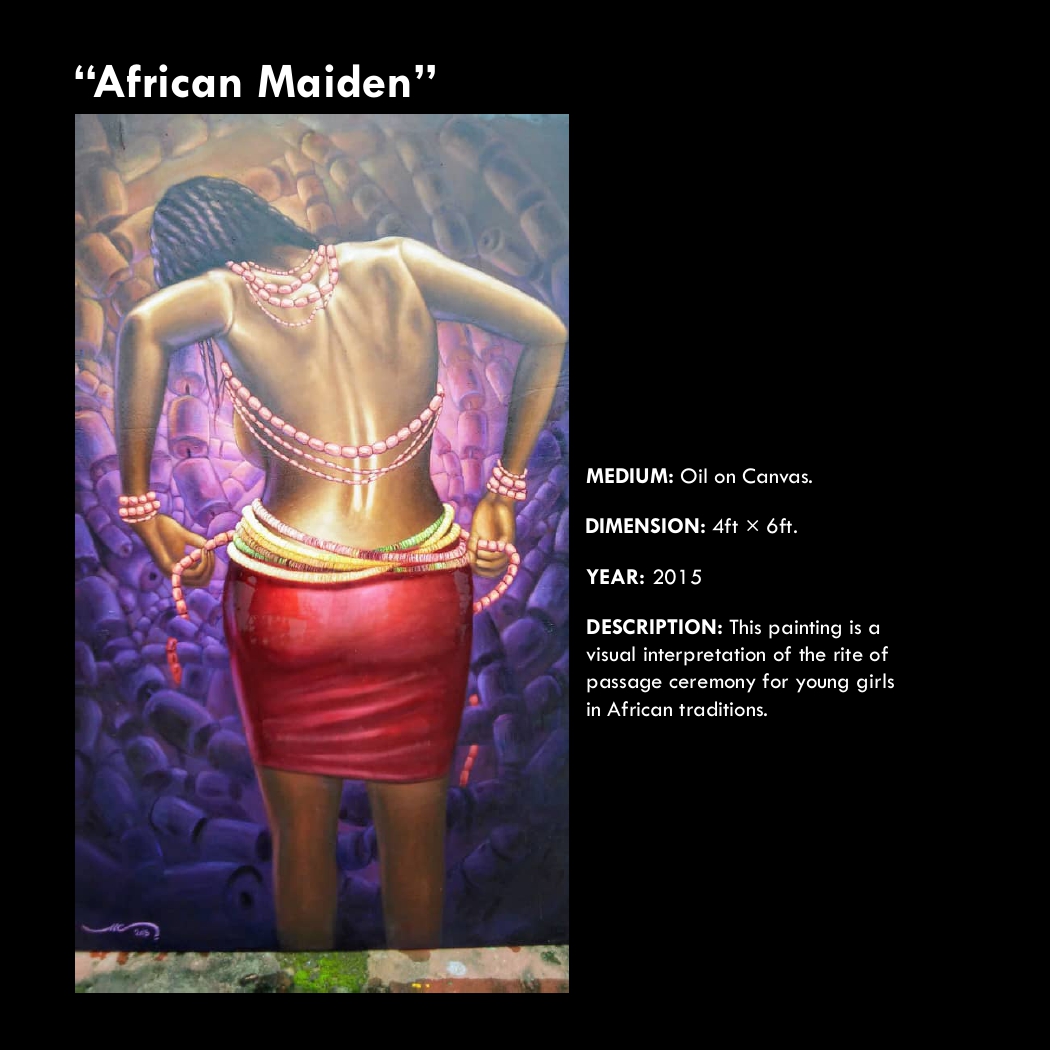 “African Maiden”
MEDIUM: Oil on Canvas.
DIMENSION: 4ft × 6ft.
YEAR: 2015
DESCRIPTION: This painting is a
visual interpretation of the rite of
passage ceremony for young girls
in African traditions.